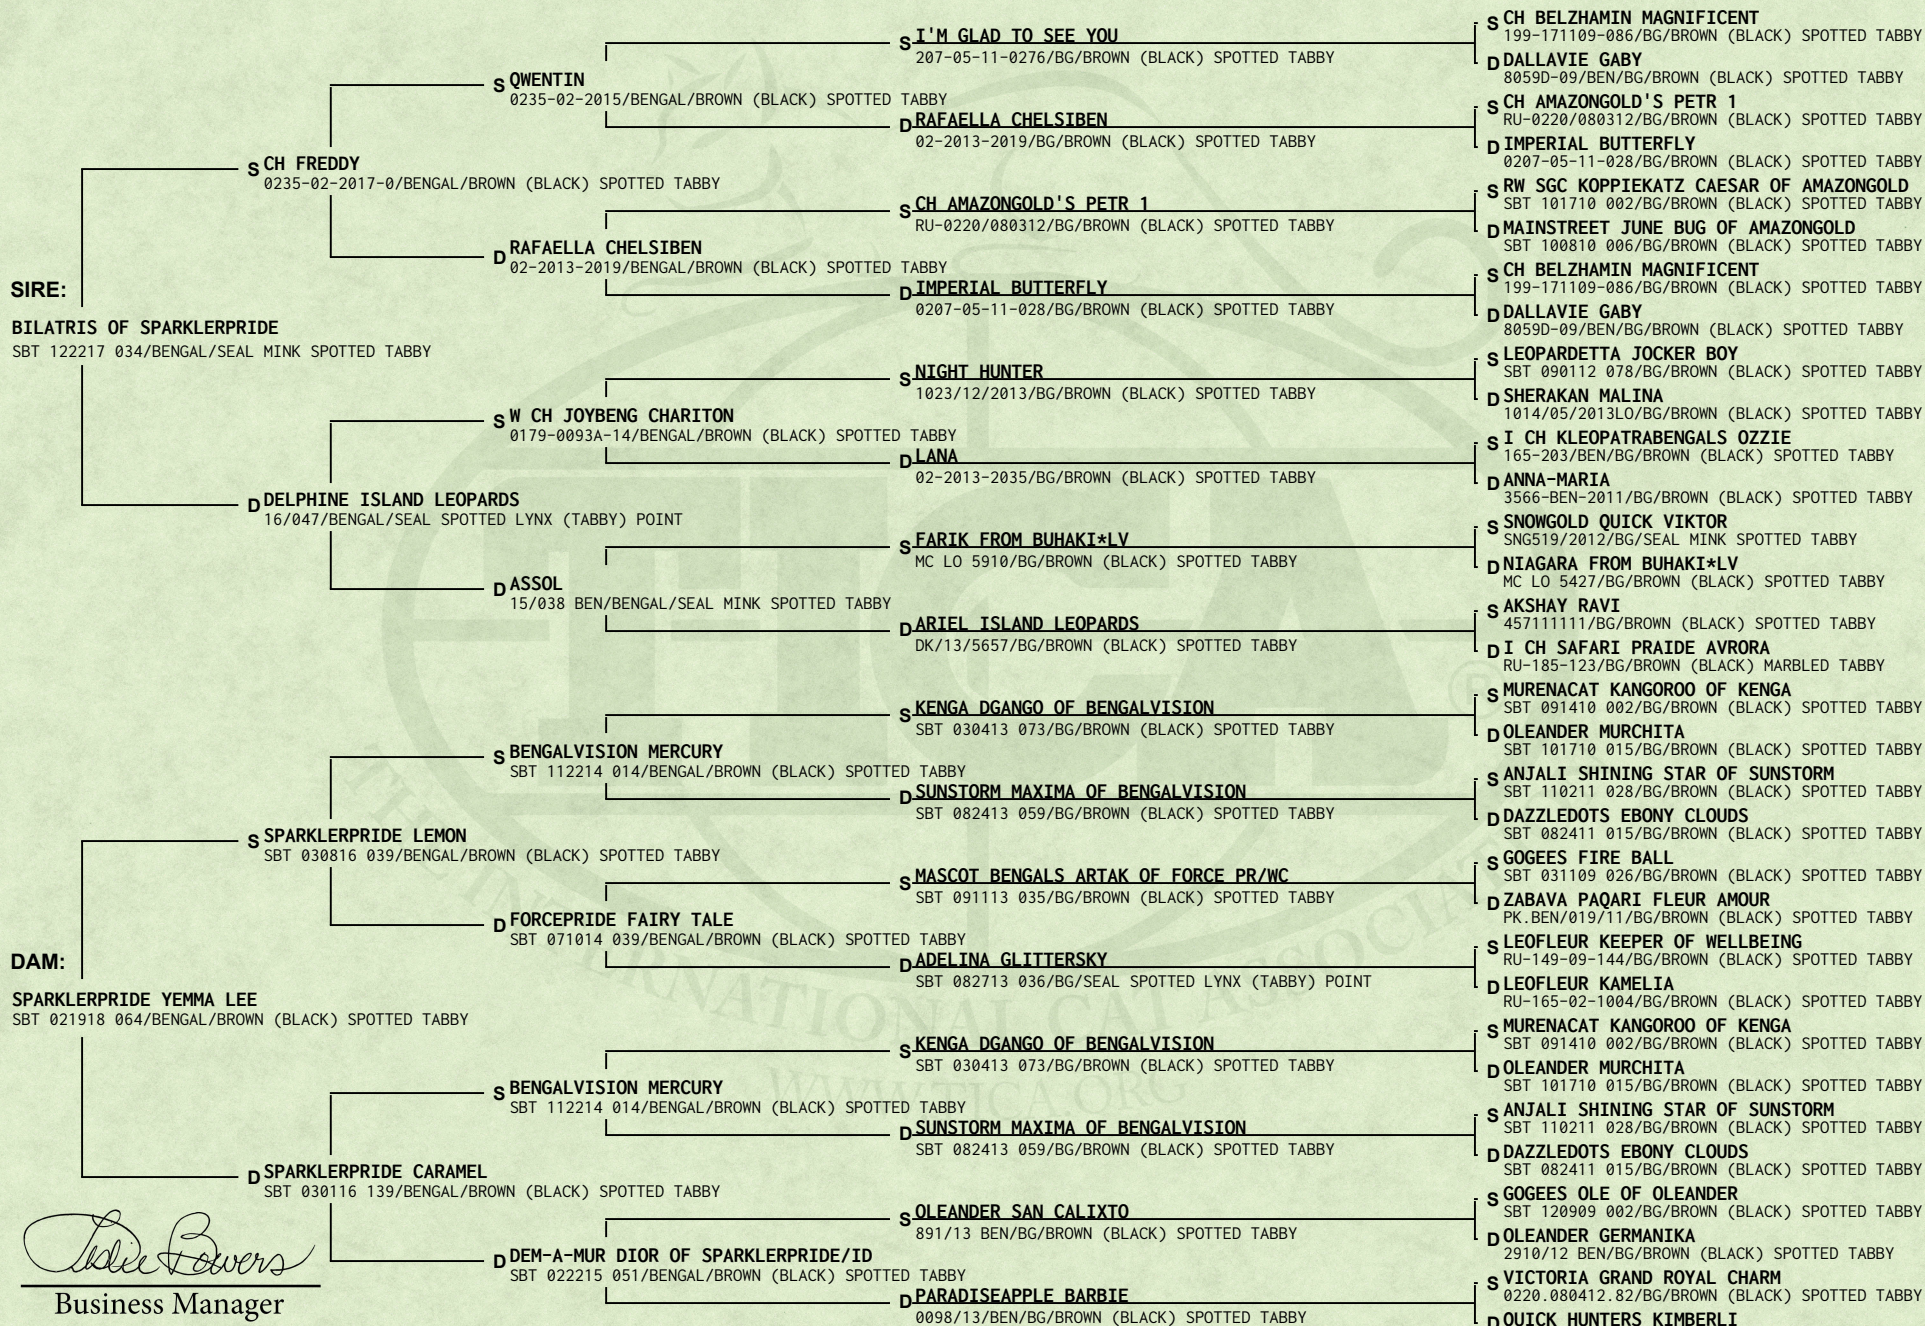 SIRE:
BILATRIS OF SPARKLERPRIDE
SBT 122217 034/BENGAL/SEAL MINK SPOTTED TABBY
DAM:
SPARKLERPRIDE YEMMA LEE
SBT 021918 064/BENGAL/BROWN (BLACK) SPOTTED TABBY
Leslie Bowers
Business Manager
S CH FREDDY
0235-02-2017-0/BENGAL/BROWN (BLACK) SPOTTED TABBY
D DELPHINE ISLAND LEOPARDS
16/047/BENGAL/SEAL SPOTTED LYNX (TABBY) POINT
S SPARKLERPRIDE LEMON
SBT 030816 039/BENGAL/BROWN (BLACK) SPOTTED TABBY
D SPARKLERPRIDE CARAMEL
SBT 030116 139/BENGAL/BROWN (BLACK) SPOTTED TABBY
S QWENTIN
0235-02-2015/BENGAL/BROWN (BLACK) SPOTTED TABBY
D RAFAELLA CHELSIBEN
02-2013-2019/BENGAL/BROWN (BLACK) SPOTTED TABBY
S W CH JOYBENG CHARITON
0179-0093A-14/BENGAL/BROWN (BLACK) SPOTTED TABBY
D ASSOL
15/038 BEN/BENGAL/SEAL MINK SPOTTED TABBY
S BENGALVISION MERCURY
SBT 112214 014/BENGAL/BROWN (BLACK) SPOTTED TABBY
D FORCEPRIDE FAIRY TALE
SBT 071014 039/BENGAL/BROWN (BLACK) SPOTTED TABBY
S BENGALVISION MERCURY
SBT 112214 014/BENGAL/BROWN (BLACK) SPOTTED TABBY
D DEM-A-MUR DIOR OF SPARKLERPRIDE/ID
SBT 022215 051/BENGAL/BROWN (BLACK) SPOTTED TABBY
S I'M GLAD TO SEE YOU
207-05-11-0276/BG/BROWN (BLACK) SPOTTED TABBY
D RAFAELLA CHELSIBEN
02-2013-2019/BG/BROWN (BLACK) SPOTTED TABBY
S CH AMAZONGOLD'S PETR 1
RU-0220/080312/BG/BROWN (BLACK) SPOTTED TABBY
D IMPERIAL BUTTERFLY
0207-05-11-028/BG/BROWN (BLACK) SPOTTED TABBY
S NIGHT HUNTER
1023/12/2013/BG/BROWN (BLACK) SPOTTED TABBY
D LANA
02-2013-2035/BG/BROWN (BLACK) SPOTTED TABBY
S FARIK FROM BUHAKI*LV
MC LO 5910/BG/BROWN (BLACK) SPOTTED TABBY
D ARIEL ISLAND LEOPARDS
DK/13/5657/BG/BROWN (BLACK) SPOTTED TABBY
S KENGA DGANGO OF BENGALVISION
SBT 030413 073/BG/BROWN (BLACK) SPOTTED TABBY
D SUNSTORM MAXIMA OF BENGALVISION
SBT 082413 059/BG/BROWN (BLACK) SPOTTED TABBY
S MASCOT BENGALS ARTAK OF FORCE PR/WC
SBT 091113 035/BG/BROWN (BLACK) SPOTTED TABBY
D ADELINA GLITTERSKY
SBT 082713 036/BG/SEAL SPOTTED LYNX (TABBY) POINT
S KENGA DGANGO OF BENGALVISION
SBT 030413 073/BG/BROWN (BLACK) SPOTTED TABBY
D SUNSTORM MAXIMA OF BENGALVISION
SBT 082413 059/BG/BROWN (BLACK) SPOTTED TABBY
S OLEANDER SAN CALIXTO
891/13 BEN/BG/BROWN (BLACK) SPOTTED TABBY
D PARADISEAPPLE BARBIE
0098/13/BEN/BG/BROWN (BLACK) SPOTTED TABBY
S CH BELZHAMIN MAGNIFICENT
199-171109-086/BG/BROWN (BLACK) SPOTTED TABBY
D DALLAVIE GABY
8059D-09/BEN/BG/BROWN (BLACK) SPOTTED TABBY
S CH AMAZONGOLD'S PETR 1
RU-0220/080312/BG/BROWN (BLACK) SPOTTED TABBY
D IMPERIAL BUTTERFLY
0207-05-11-028/BG/BROWN (BLACK) SPOTTED TABBY
S RW SGC KOPPIEKATZ CAESAR OF AMAZONGOLD
SBT 101710 002/BG/BROWN (BLACK) SPOTTED TABBY
D MAINSTREET JUNE BUG OF AMAZONGOLD
SBT 100810 006/BG/BROWN (BLACK) SPOTTED TABBY
S CH BELZHAMIN MAGNIFICENT
199-171109-086/BG/BROWN (BLACK) SPOTTED TABBY
D DALLAVIE GABY
8059D-09/BEN/BG/BROWN (BLACK) SPOTTED TABBY
S LEOPARDETTA JOCKER BOY
SBT 090112 078/BG/BROWN (BLACK) SPOTTED TABBY
D SHERAKAN MALINA
1014/05/2013LO/BG/BROWN (BLACK) SPOTTED TABBY
S I CH KLEOPATRABENGALS OZZIE
165-203/BEN/BG/BROWN (BLACK) SPOTTED TABBY
D ANNA-MARIA
3566-BEN-2011/BG/BROWN (BLACK) SPOTTED TABBY
S SNOWGOLD QUICK VIKTOR
SNG519/2012/BG/SEAL MINK SPOTTED TABBY
D NIAGARA FROM BUHAKI*LV
MC LO 5427/BG/BROWN (BLACK) SPOTTED TABBY
S AKSHAY RAVI
457111111/BG/BROWN (BLACK) SPOTTED TABBY
D I CH SAFARI PRAIDE AVRORA
RU-185-123/BG/BROWN (BLACK) MARBLED TABBY
S MURENACAT KANGOROO OF KENGA
SBT 091410 002/BG/BROWN (BLACK) SPOTTED TABBY
D OLEANDER MURCHITA
SBT 101710 015/BG/BROWN (BLACK) SPOTTED TABBY
S ANJALI SHINING STAR OF SUNSTORM
SBT 110211 028/BG/BROWN (BLACK) SPOTTED TABBY
D DAZZLEDOTS EBONY CLOUDS
SBT 082411 015/BG/BROWN (BLACK) SPOTTED TABBY
S GOGEES FIRE BALL
SBT 031109 026/BG/BROWN (BLACK) SPOTTED TABBY
D ZABAVA PAQARI FLEUR AMOUR
PK.BEN/019/11/BG/BROWN (BLACK) SPOTTED TABBY
S LEOFLEUR KEEPER OF WELLBEING
RU-149-09-144/BG/BROWN (BLACK) SPOTTED TABBY
D LEOFLEUR KAMELIA
RU-165-02-1004/BG/BROWN (BLACK) SPOTTED TABBY
S MURENACAT KANGOROO OF KENGA
SBT 091410 002/BG/BROWN (BLACK) SPOTTED TABBY
D OLEANDER MURCHITA
SBT 101710 015/BG/BROWN (BLACK) SPOTTED TABBY
S ANJALI SHINING STAR OF SUNSTORM
SBT 110211 028/BG/BROWN (BLACK) SPOTTED TABBY
D DAZZLEDOTS EBONY CLOUDS
SBT 082411 015/BG/BROWN (BLACK) SPOTTED TABBY
S GOGEES OLE OF OLEANDER
SBT 120909 002/BG/BROWN (BLACK) SPOTTED TABBY
D OLEANDER GERMANIKA
2910/12 BEN/BG/BROWN (BLACK) SPOTTED TABBY
S VICTORIA GRAND ROYAL CHARM
0220.080412.82/BG/BROWN (BLACK) SPOTTED TABBY
D QUICK HUNTERS KIMBERLI
TICA ®
THE INTERNATIONAL CAT ASSOCIAT
WWW.TICA.ORG